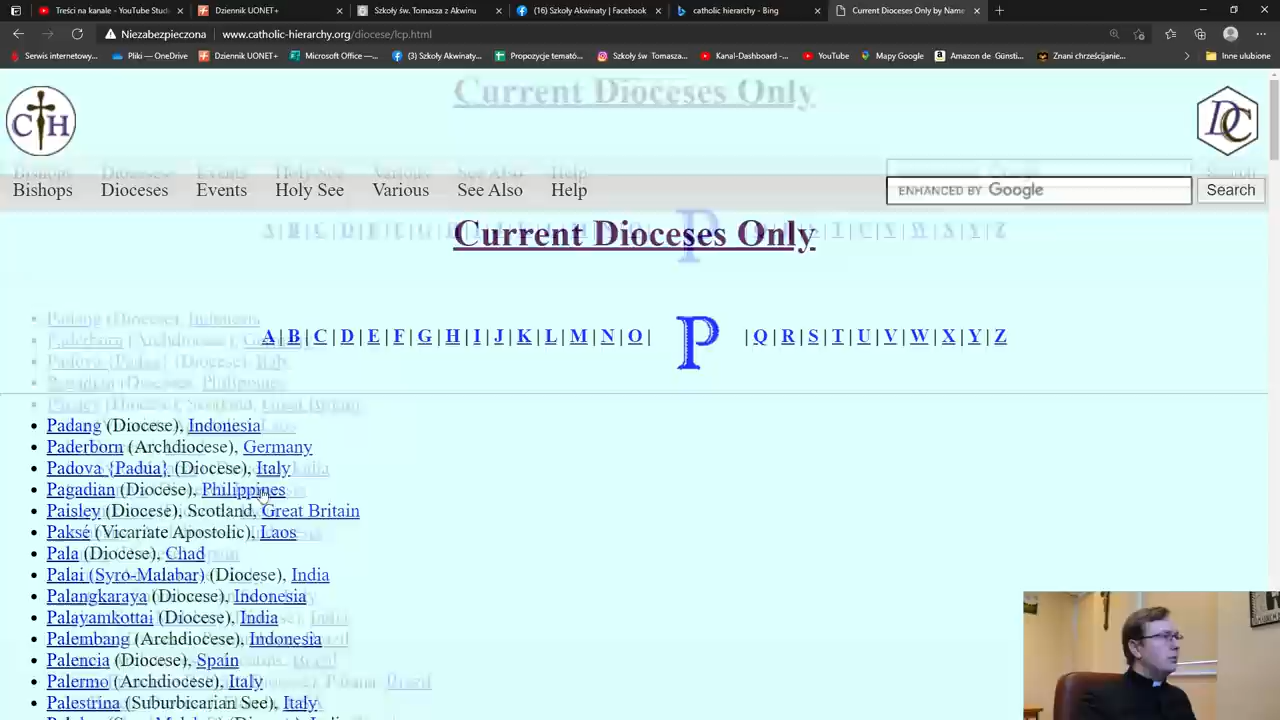 Treści na kanale - YouTube Studi
Dziennik UONET+
Szkoły św. Tomasza z Akwinu
(16) Szkoły Akwinaty | Facebook
catholic hierarchy - Bing
Current Dioceses Only by Name
Niezabezpieczona
www.catholic-hierarchy.org/diocese/lcp.html
Serwis internetowy...
Pliki — OneDrive
Dziennik UONET+
Microsoft Office —...
(3) Szkoły Akwinaty...
Propozycje temató...
Szkoły św Tomasza...
Kanal-Dashboard -...
YouTube
Mapy Google
Amazon de Günsti...
Znani chrześcijanie...
Inne ulubione
Current Dioceses Only
C H
DC
Bishops Dioceses Events Holy See Various See Also Help
ENHANCED BY Google
Search
Current Dioceses Only
A | B | C | D | E | F | G | H | I | J | K | L | M | N | O | P | Q | R | S | T | U | V | W | X | Y | Z
Padang (Diocese), Indonesia
Paderborn (Archdiocese), Germany
Padova {Padua} (Diocese), Italy
Pagadian (Diocese), Philippines
Paisley (Diocese), Scotland, Great Britain
Paksé (Vicariate Apostolic), Laos
Pala (Diocese), Chad
Palai (Syro-Malabar) (Diocese), India
Palangkaraya (Diocese), Indonesia
Palayamkottai (Diocese), India
Palembang (Archdiocese), Indonesia
Palencia (Diocese), Spain
Palermo (Archdiocese), Italy
Palestrina (Suburbicarian See), Italy